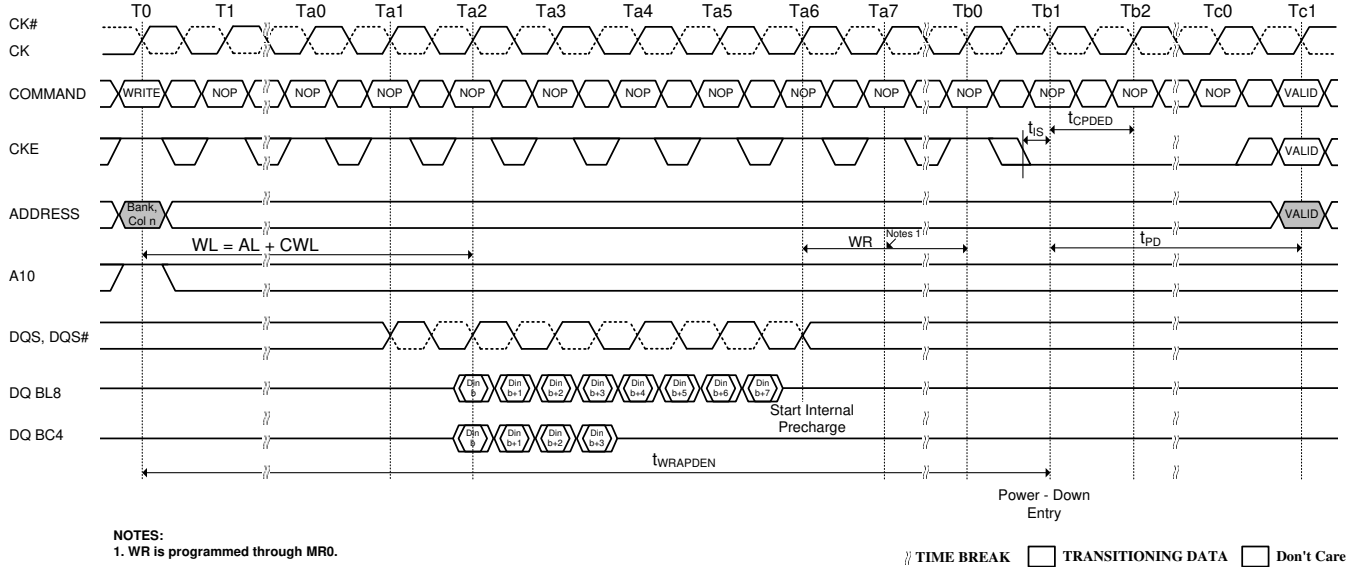 T0 T1 Ta0 Ta1 Ta2 Ta3 Ta4 Ta5 Ta6 Ta7 Tb0 Tb1 Tb2 Tc0 Tc1
CK#
CK
COMMAND WRITE NOP NOP NOP NOP NOP NOP NOP NOP NOP NOP NOP NOP NOP VALID
tIS tCPDED
CKE VALID
ADDRESS Bank, Col n VALID
WL = AL + CWL WR Notes 1 tPD
A10
DQS, DQS#
DQ BL8 Din b Din b+1 Din b+2 Din b+3 Din b+4 Din b+5 Din b+6 Din b+7
Start Internal
Precharge
DQ BC4 Din b Din b+1 Din b+2 Din b+3
tWRAPDEN
Power - Down
Entry
NOTES:
1. WR is programmed through MR0.
TIME BREAK TRANSITIONING DATA Don't Care